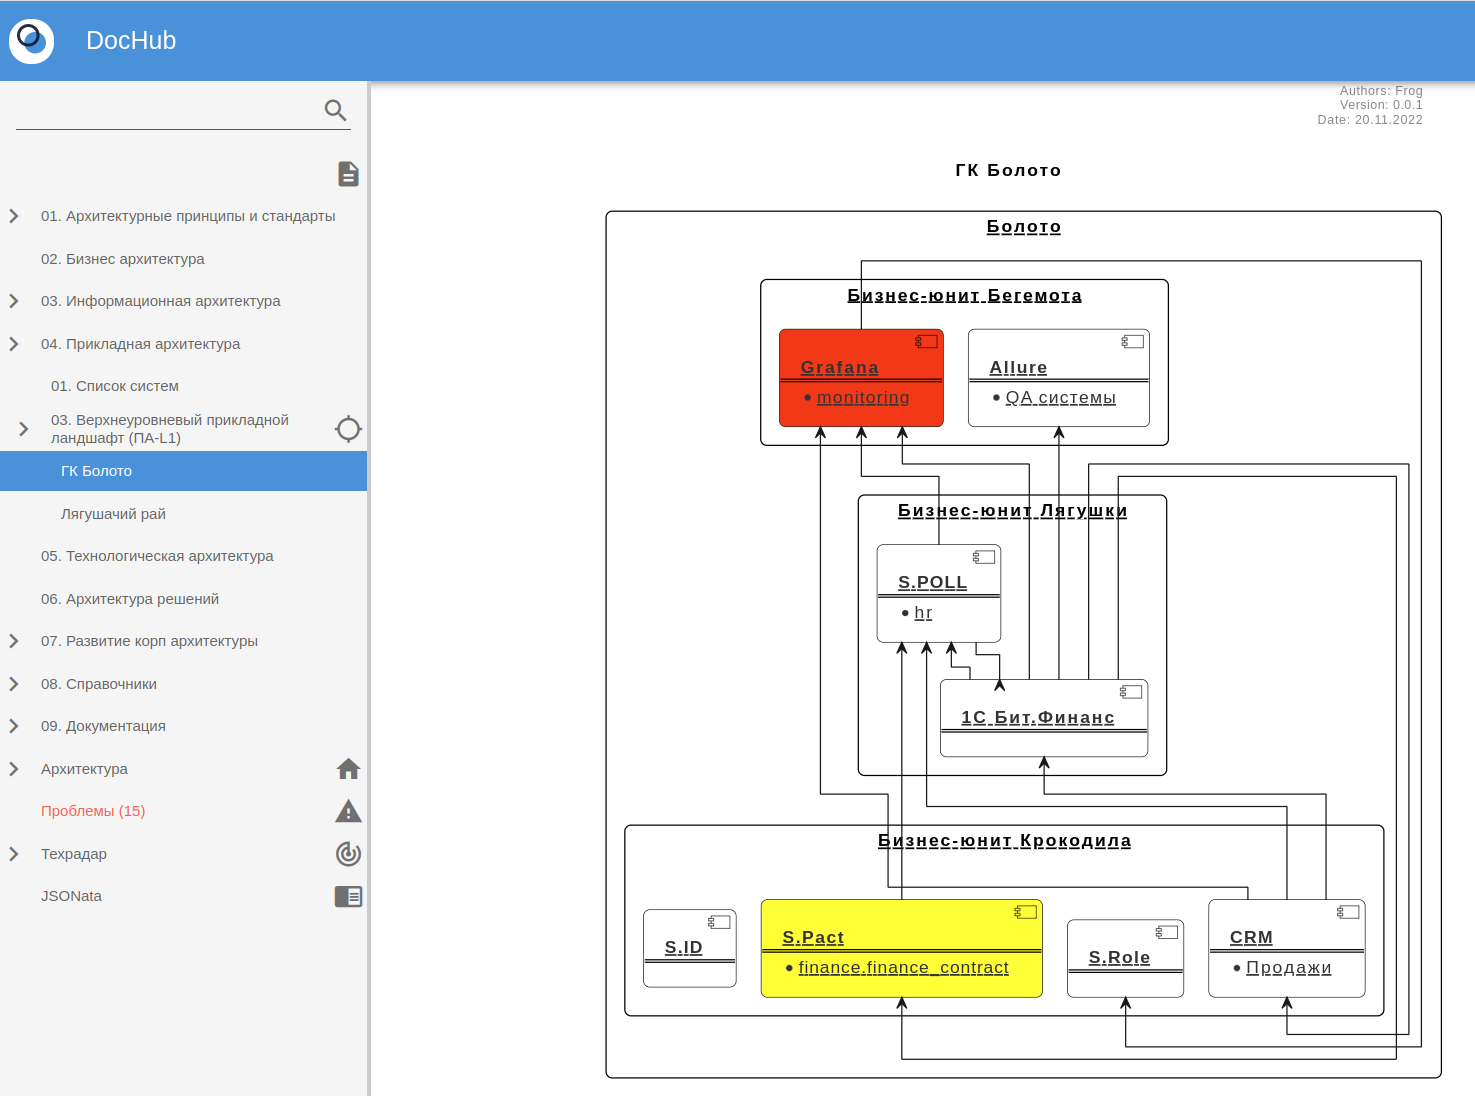 DocHub
01. Архитектурные принципы и стандарты
02. Бизнес архитектура
03. Информационная архитектура
04. Прикладная архитектура
01. Список систем
03. Верхнеуровневый прикладной
ландшафт (ПА-L1)
ГК Болото
Лягушачий рай
05. Технологическая архитектура
06. Архитектура решений
07. Развитие корп архитектуры
08. Справочники
09. Документация
Архитектура
Проблемы (15)
Техрадар
JSONata
Authors: Frog
Version: 0.0.1
Date: 20.11.2022
ГК Болото
Болото
Бизнес-юнит Бегемота
Grafana
• monitoring
Allure
• QA системы
Бизнес-юнит Лягушки
S.POLL
• hr
1С Бит.Финанс
Бизнес-юнит Крокодила
S.ID
S.Pact
• finance.finance_contract
S.Role
CRM
• Продажи